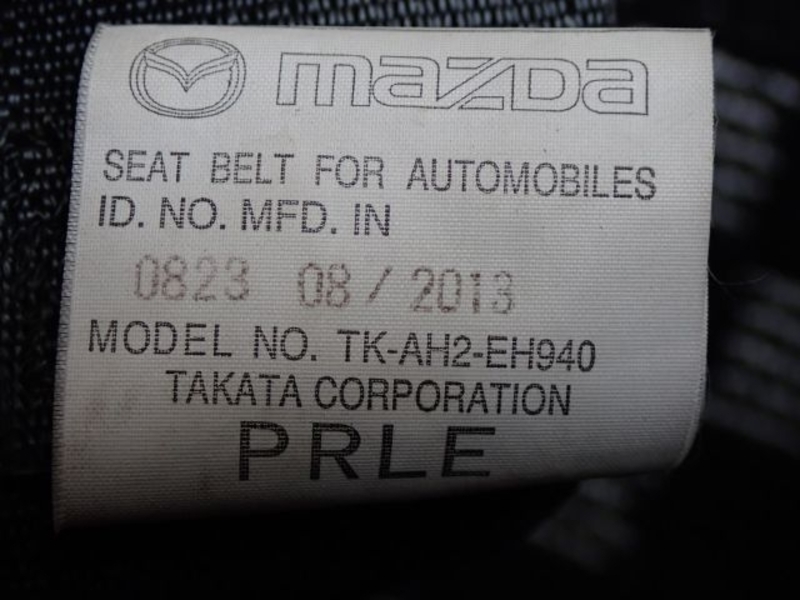 mazda
SEAT BELT FOR AUTOMOBILES
ID. NO. MFD. IN
0823 08/2013
MODEL NO. TK-AH2-EH940
TAKATA CORPORATION
PRLE